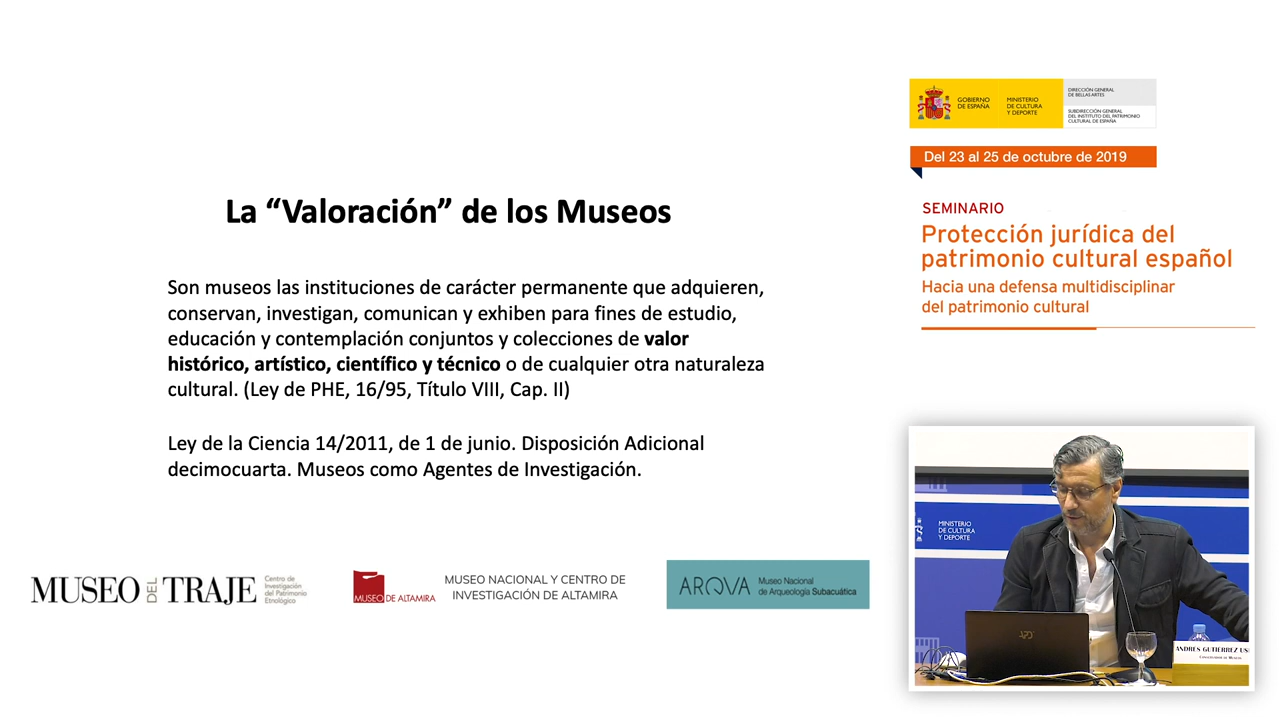 La “Valoración” de los Museos
Son museos las instituciones de carácter permanente que adquieren,
conservan, investigan, comunican y exhiben para fines de estudio,
educación y contemplación conjuntos y colecciones de valor
histórico, artístico, científico y técnico o de cualquier otra naturaleza
cultural. (Ley de PHE, 16/95, Título VIII, Cap. II)
Ley de la Ciencia 14/2011, de 1 de junio. Disposición Adicional
decimocuarta. Museos como Agentes de Investigación.
MUSEO DEL TRAJE
Centro de
Investigación
del Patrimonio
Etnológico
MUSEO DE ALTAMIRA
MUSEO NACIONAL Y CENTRO DE
INVESTIGACIÓN DE ALTAMIRA
ARQVA
Museo Nacional
de Arqueología Subacuática
GOBIERNO
DE ESPAÑA
MINISTERIO
DE CULTURA
Y DEPORTE
DIRECCIÓN GENERAL
DE BELLAS ARTES
SUBDIRECCIÓN GENERAL
DEL INSTITUTO DEL PATRIMONIO
CULTURAL DE ESPAÑA
Del 23 al 25 de octubre de 2019
SEMINARIO
Protección jurídica del
patrimonio cultural español
Hacia una defensa multidisciplinar
del patrimonio cultural
MINISTERIO
DE CULTURA
Y DEPORTE
ANDRES GUTIERREZ US